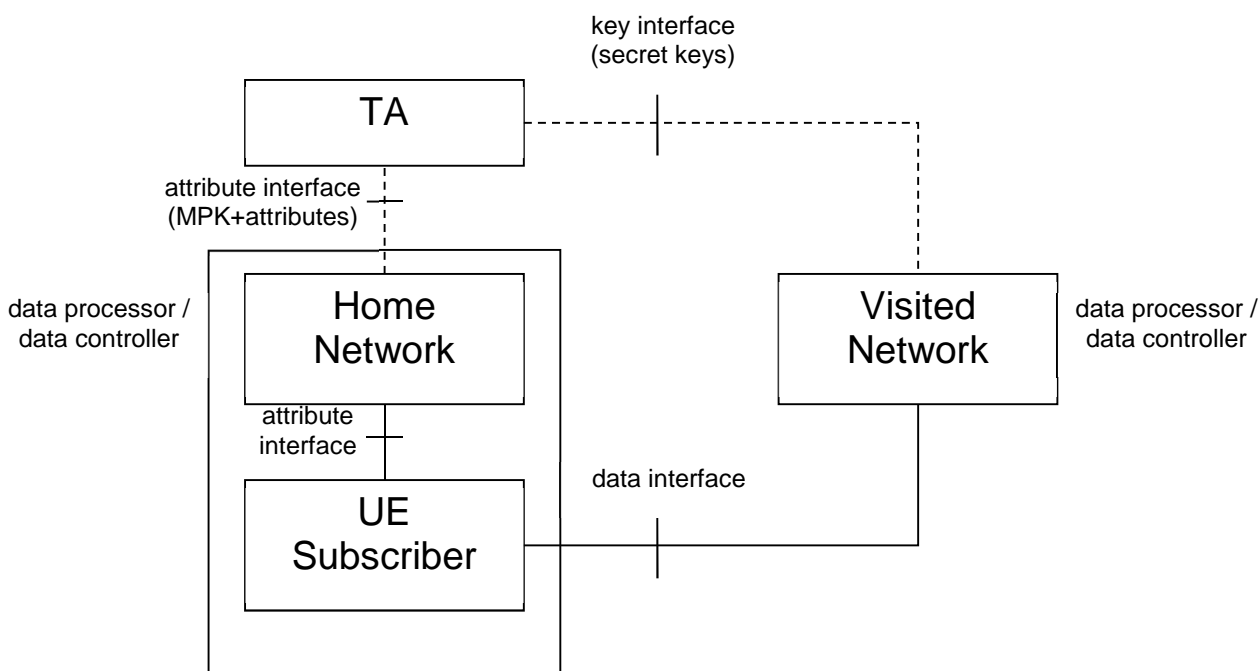 key interface
(secret keys)
TA
attribute interface
(MPK+attributes)
data processor /
data controller
Home
Network
Visited
Network
data processor /
data controller
attribute
interface
UE
Subscriber
data interface